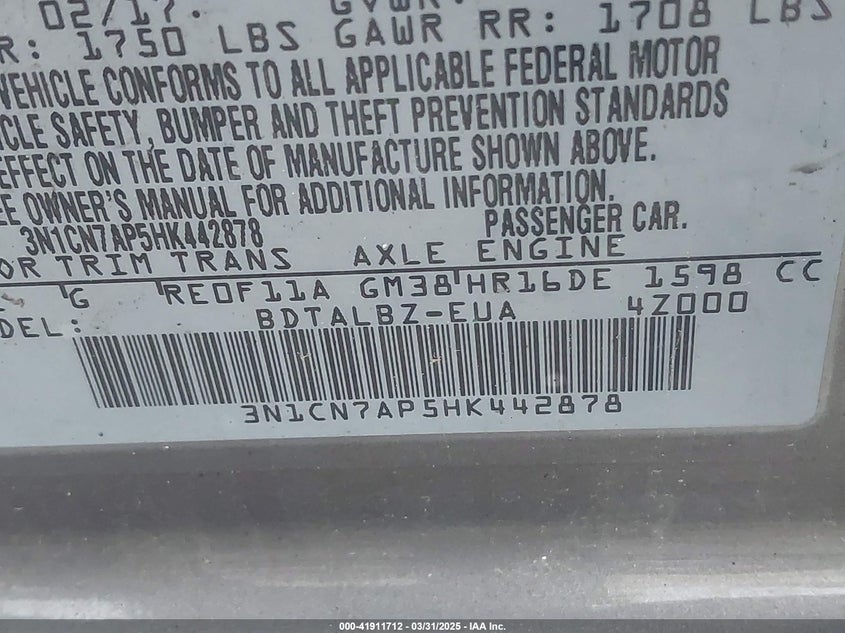 02/17.
R: 1750 LBS GAWR RR: 1708 LBS
VEHICLE CONFORMS TO ALL APPLICABLE FEDERAL MOTOR
ICLE SAFETY, BUMPER AND THEFT PREVENTION STANDARDS
EFFECT ON THE DATE OF MANUFACTURE SHOWN ABOVE.
EE OWNER'S MANUAL FOR ADDITIONAL INFORMATION.
3N1CN7AP5HK442878 PASSENGER CAR.
OR TRIM TRANS AXLE ENGINE
G RE0F11A GM38 HR16DE 1598 CC
DEL: BDTALBZ-EUA 4Z000
3N1CN7AP5HK442878
000-41911712 — 03/31/2025 - IAA Inc.